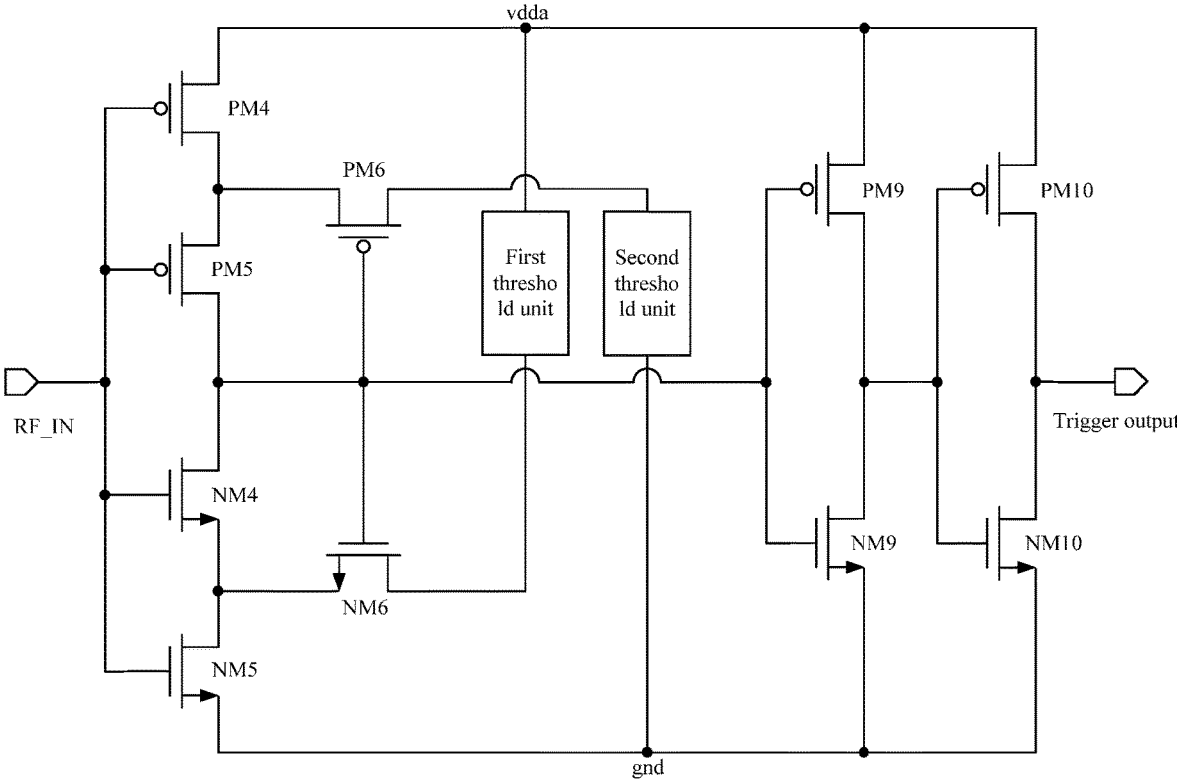 vdda
PM4
PM6
PM9
PM10
PM5
First
thresho
ld unit
Second
thresho
ld unit
RF_IN
Trigger output
NM4
NM9
NM10
NM6
NM5
gnd